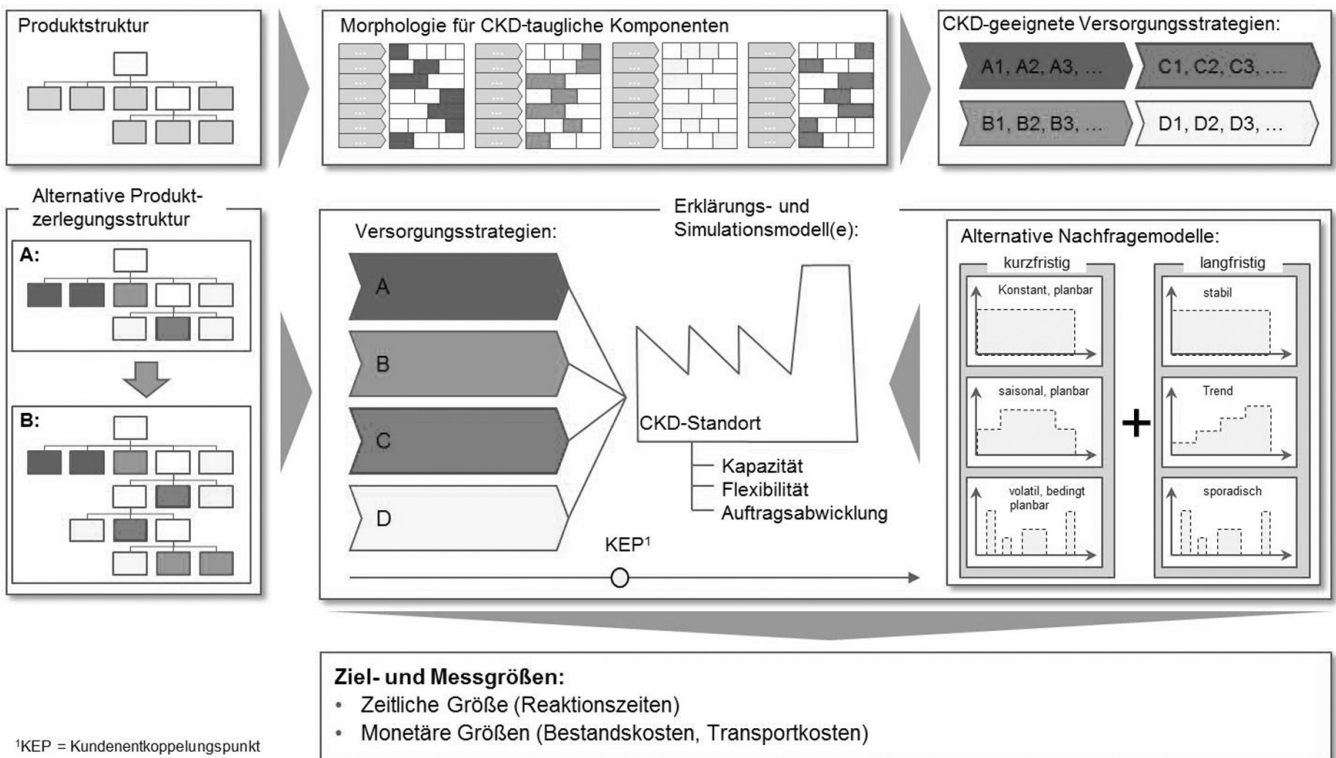 Produktstruktur
Morphologie für CKD-taugliche Komponenten
... ... ... ...
... ... ... ...
... ... ... ...
... ... ... ...
... ... ... ...
... ... ... ...
... ... ... ...
CKD-geeignete Versorgungsstrategien:
A1, A2, A3, ...
C1, C2, C3, ....
B1, B2, B3, ...
D1, D2, D3, ...
Alternative Produkt-
zerlegungsstruktur
A:
B:
Versorgungsstrategien:
A
B
C
D
Erklärungs- und
Simulationsmodell(e):
CKD-Standort
Kapazität
Flexibilität
Auftragsabwicklung
KEP¹
Alternative Nachfragemodelle:
kurzfristig
Konstant, planbar
saisonal, planbar
volatil, bedingt
planbar
+
langfristig
stabil
Trend
sporadisch
Ziel- und Messgrößen:
• Zeitliche Größe (Reaktionszeiten)
• Monetäre Größen (Bestandskosten, Transportkosten)
¹KEP = Kundenentkoppelungspunkt